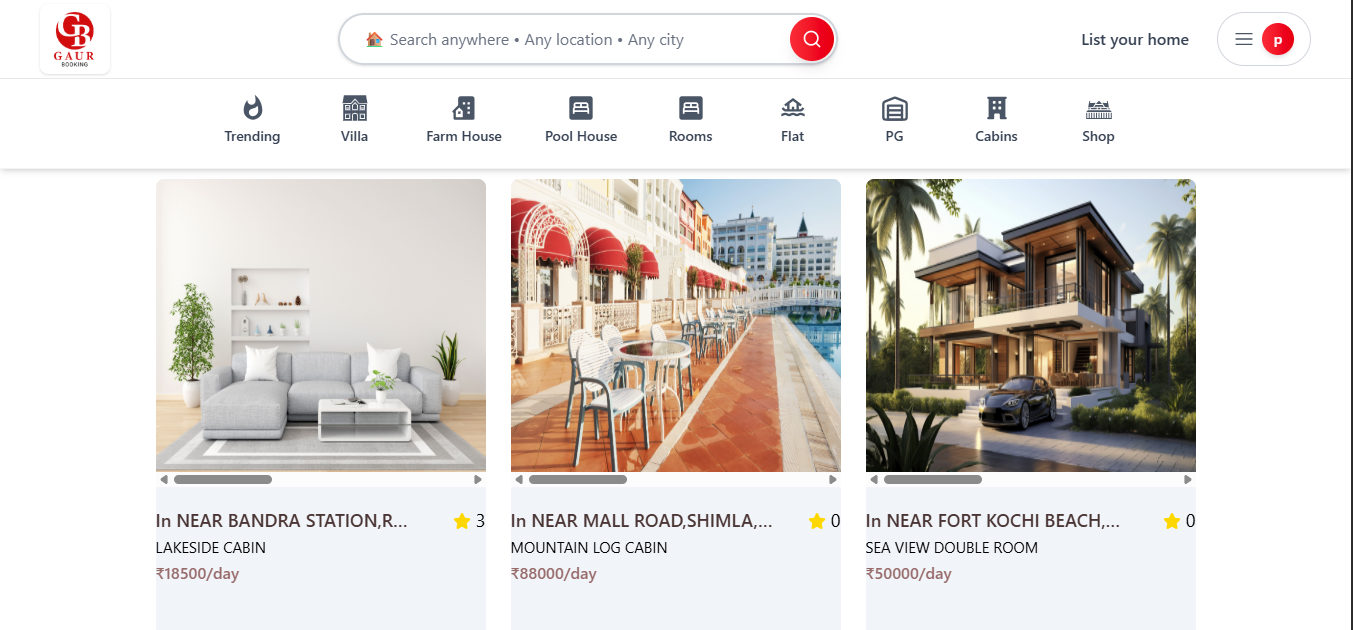 GB
GAUR
BOOKING
Search anywhere • Any location • Any city
List your home
p
Trending
Villa
Farm House
Pool House
Rooms
Flat
PG
Cabins
Shop
In NEAR BANDRA STATION,R... 3
LAKESIDE CABIN
₹18500/day
In NEAR MALL ROAD,SHIMLA,... 0
MOUNTAIN LOG CABIN
₹88000/day
In NEAR FORT KOCHI BEACH,... 0
SEA VIEW DOUBLE ROOM
₹50000/day